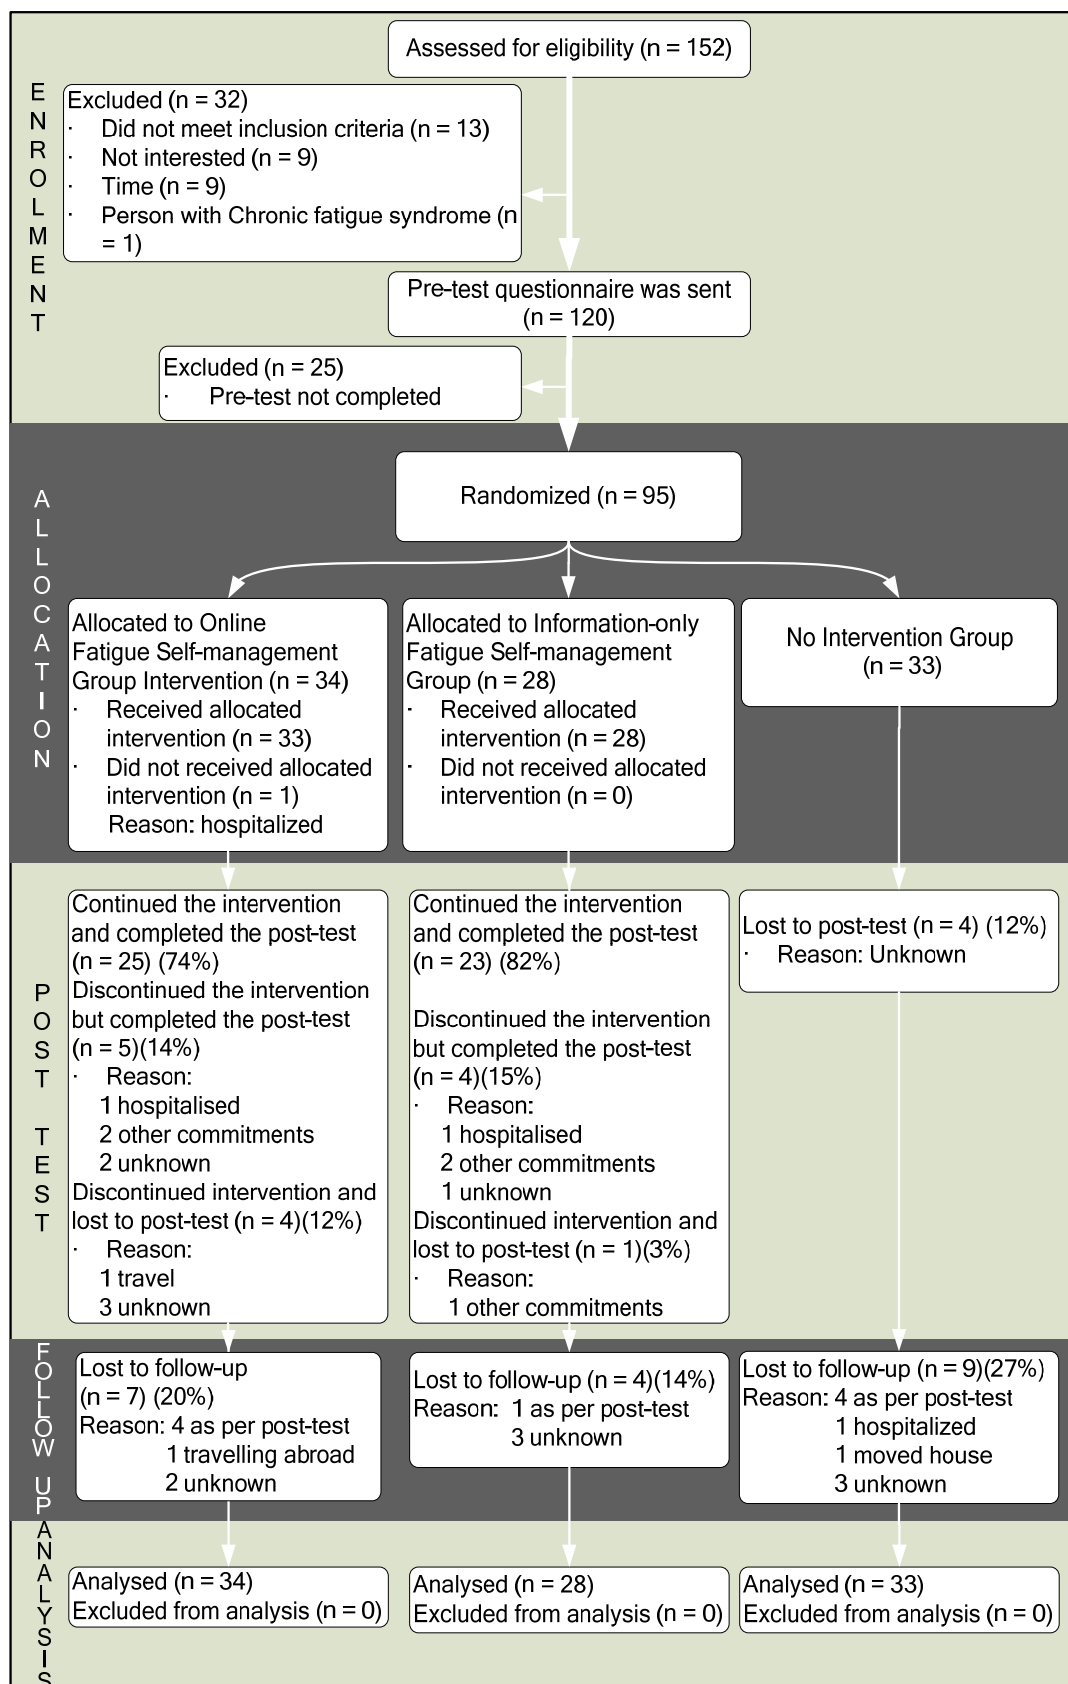 Assessed for eligibility (n = 152)
ENROLMENT
Excluded (n = 32)
· Did not meet inclusion criteria (n = 13)
· Not interested (n = 9)
· Time (n = 9)
· Person with Chronic fatigue syndrome (n
= 1)
Pre-test questionnaire was sent
(n = 120)
Excluded (n = 25)
· Pre-test not completed
ALLOCATION
Randomized (n = 95)
Allocated to Online
Fatigue Self-management
Group Intervention (n = 34)
· Received allocated
intervention (n = 33)
· Did not received allocated
intervention (n = 1)
Reason: hospitalized
Allocated to Information-only
Fatigue Self-management
Group (n = 28)
· Received allocated
intervention (n = 28)
· Did not received allocated
intervention (n = 0)
No Intervention Group
(n = 33)
POST TEST
Continued the intervention
and completed the post-test
(n = 25) (74%)
Discontinued the intervention
but completed the post-test
(n = 5)(14%)
· Reason:
1 hospitalised
2 other commitments
2 unknown
Discontinued intervention and
lost to post-test (n = 4)(12%)
· Reason:
1 travel
3 unknown
Continued the intervention
and completed the post-test
(n = 23) (82%)
Discontinued the intervention
but completed the post-test
(n = 4)(15%)
· Reason:
1 hospitalised
2 other commitments
1 unknown
Discontinued intervention and
lost to post-test (n = 1)(3%)
· Reason:
1 other commitments
Lost to post-test (n = 4) (12%)
· Reason: Unknown
FOLLOW UP
Lost to follow-up
(n = 7) (20%)
Reason: 4 as per post-test
1 travelling abroad
2 unknown
Lost to follow-up (n = 4)(14%)
Reason: 1 as per post-test
3 unknown
Lost to follow-up (n = 9)(27%)
Reason: 4 as per post-test
1 hospitalized
1 moved house
3 unknown
ANALYSIS
Analysed (n = 34)
Excluded from analysis (n = 0)
Analysed (n = 28)
Excluded from analysis (n = 0)
Analysed (n = 33)
Excluded from analysis (n = 0)